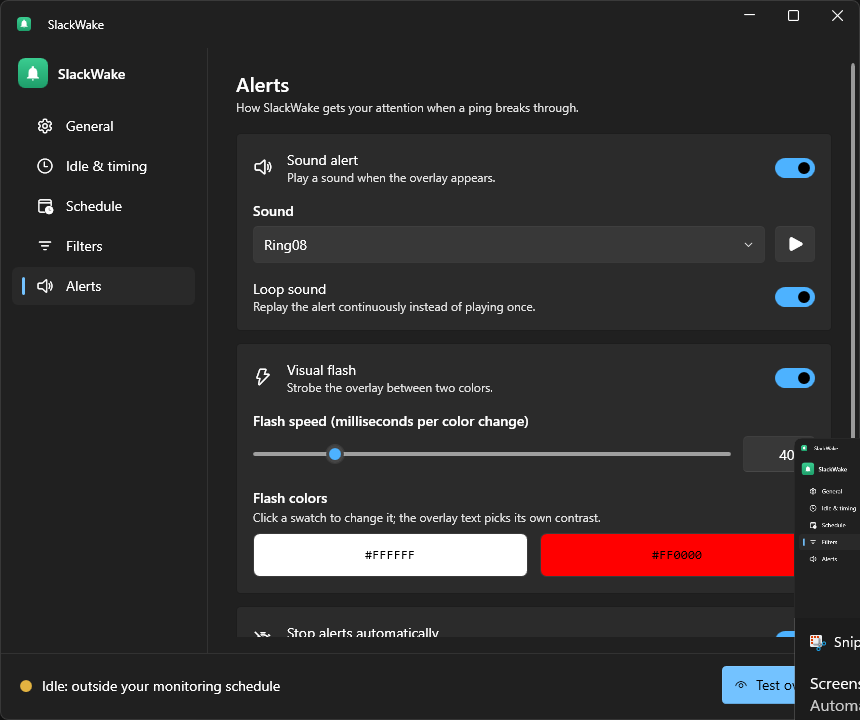 SlackWake
SlackWake
General
Idle & timing
Schedule
Filters
Alerts
Alerts
How SlackWake gets your attention when a ping breaks through.
Sound alert
Play a sound when the overlay appears.
Sound
Ring08
Loop sound
Replay the alert continuously instead of playing once.
Visual flash
Strobe the overlay between two colors.
Flash speed (milliseconds per color change)
40
Flash colors
Click a swatch to change it; the overlay text picks its own contrast.
#FFFFFF
#FF0000
Stop alerts automatically
Idle: outside your monitoring schedule
Test ov
SlackWake
SlackWake
General
Idle & timing
Schedule
Filters
Alerts
Snip
Screens
Automa